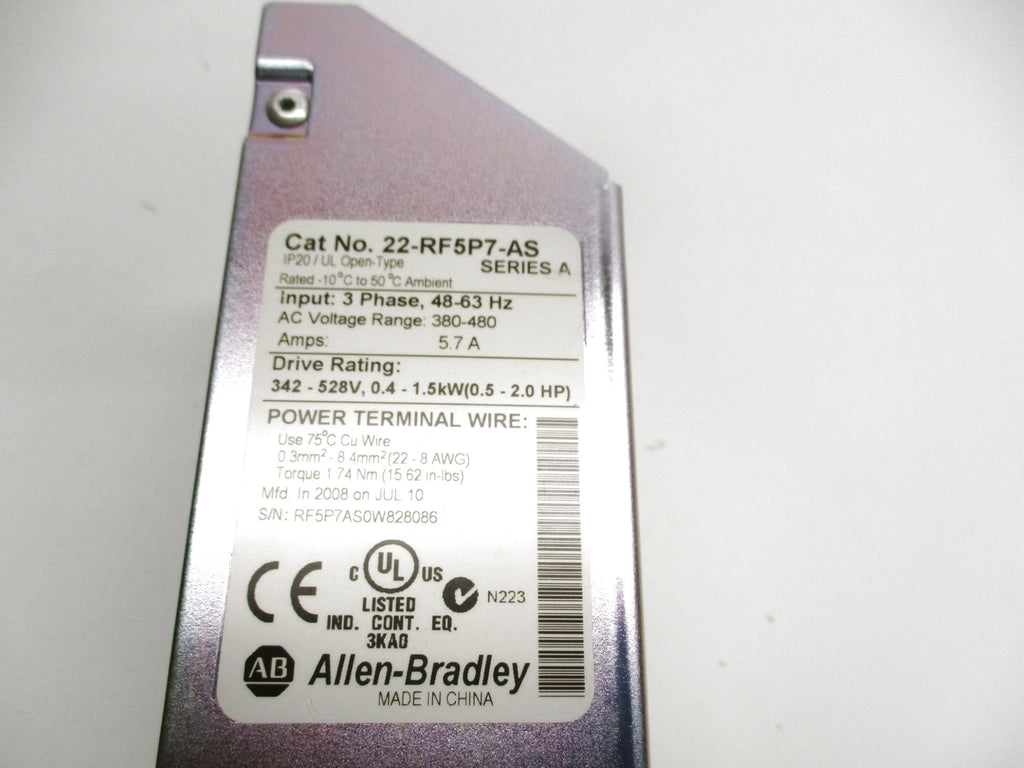 Cat No. 22-RF5P7-AS
IP20 / UL Open-Type SERIES A
Rated -10°C to 50°C Ambient
Input: 3 Phase, 48-63 Hz
AC Voltage Range: 380-480
Amps: 5.7 A
Drive Rating:
342 - 528V, 0.4 - 1.5kW(0.5 - 2.0 HP)
POWER TERMINAL WIRE:
Use 75°C Cu Wire
0.3mm² - 8.4mm² (22 - 8 AWG)
Torque 1.74 Nm (15.62 in-lbs)
Mfd. In 2008 on JUL 10
S/N: RF5P7AS0W828086
CE C UL US N223
LISTED
IND. CONT. EQ.
3KA0
AB Allen-Bradley
MADE IN CHINA